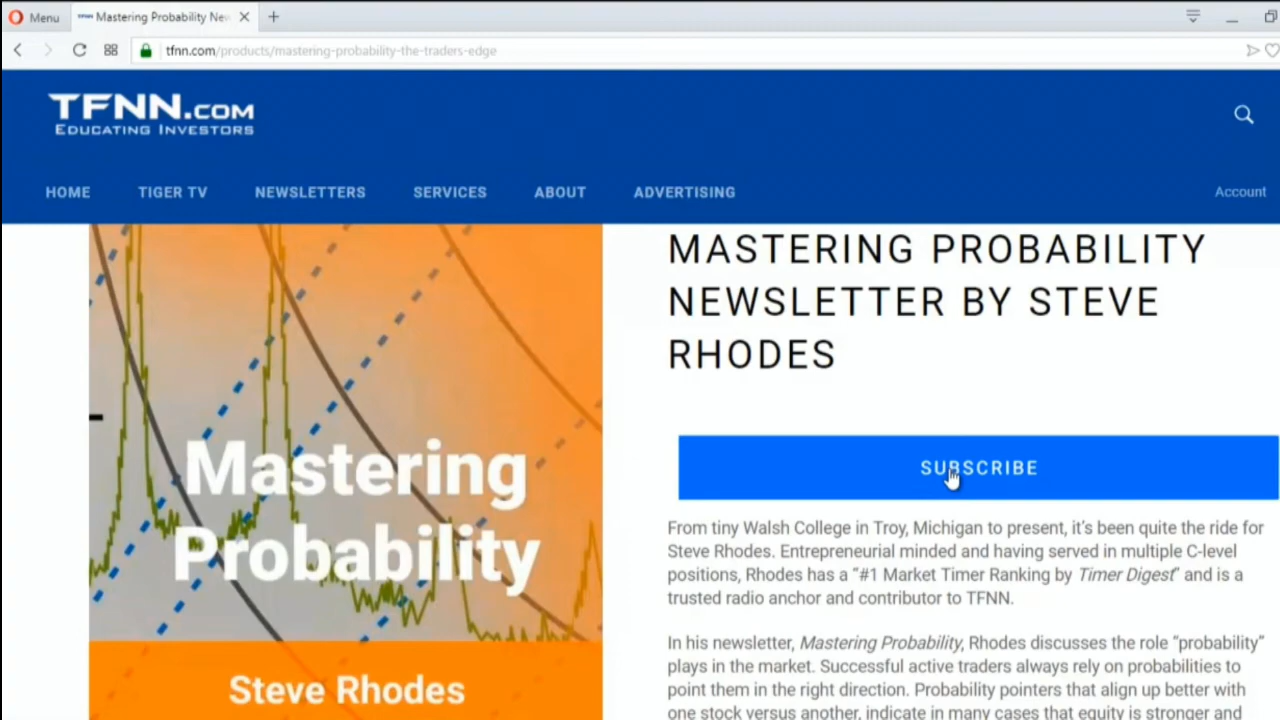 Menu
Mastering Probability New
tfnn.com/products/mastering-probability-the-traders-edge
TFNN.COM
EDUCATING INVESTORS
HOME TIGER TV NEWSLETTERS SERVICES ABOUT ADVERTISING Account
Mastering
Probability
Steve Rhodes
MASTERING PROBABILITY
NEWSLETTER BY STEVE
RHODES
SUBSCRIBE
From tiny Walsh College in Troy, Michigan to present, it's been quite the ride for
Steve Rhodes. Entrepreneurial minded and having served in multiple C-level
positions, Rhodes has a "#1 Market Timer Ranking by Timer Digest" and is a
trusted radio anchor and contributor to TFNN.
In his newsletter, Mastering Probability, Rhodes discusses the role "probability"
plays in the market. Successful active traders always rely on probabilities to
point them in the right direction. Probability pointers that align up better with
one stock versus another, indicate in many cases that equity is stronger and